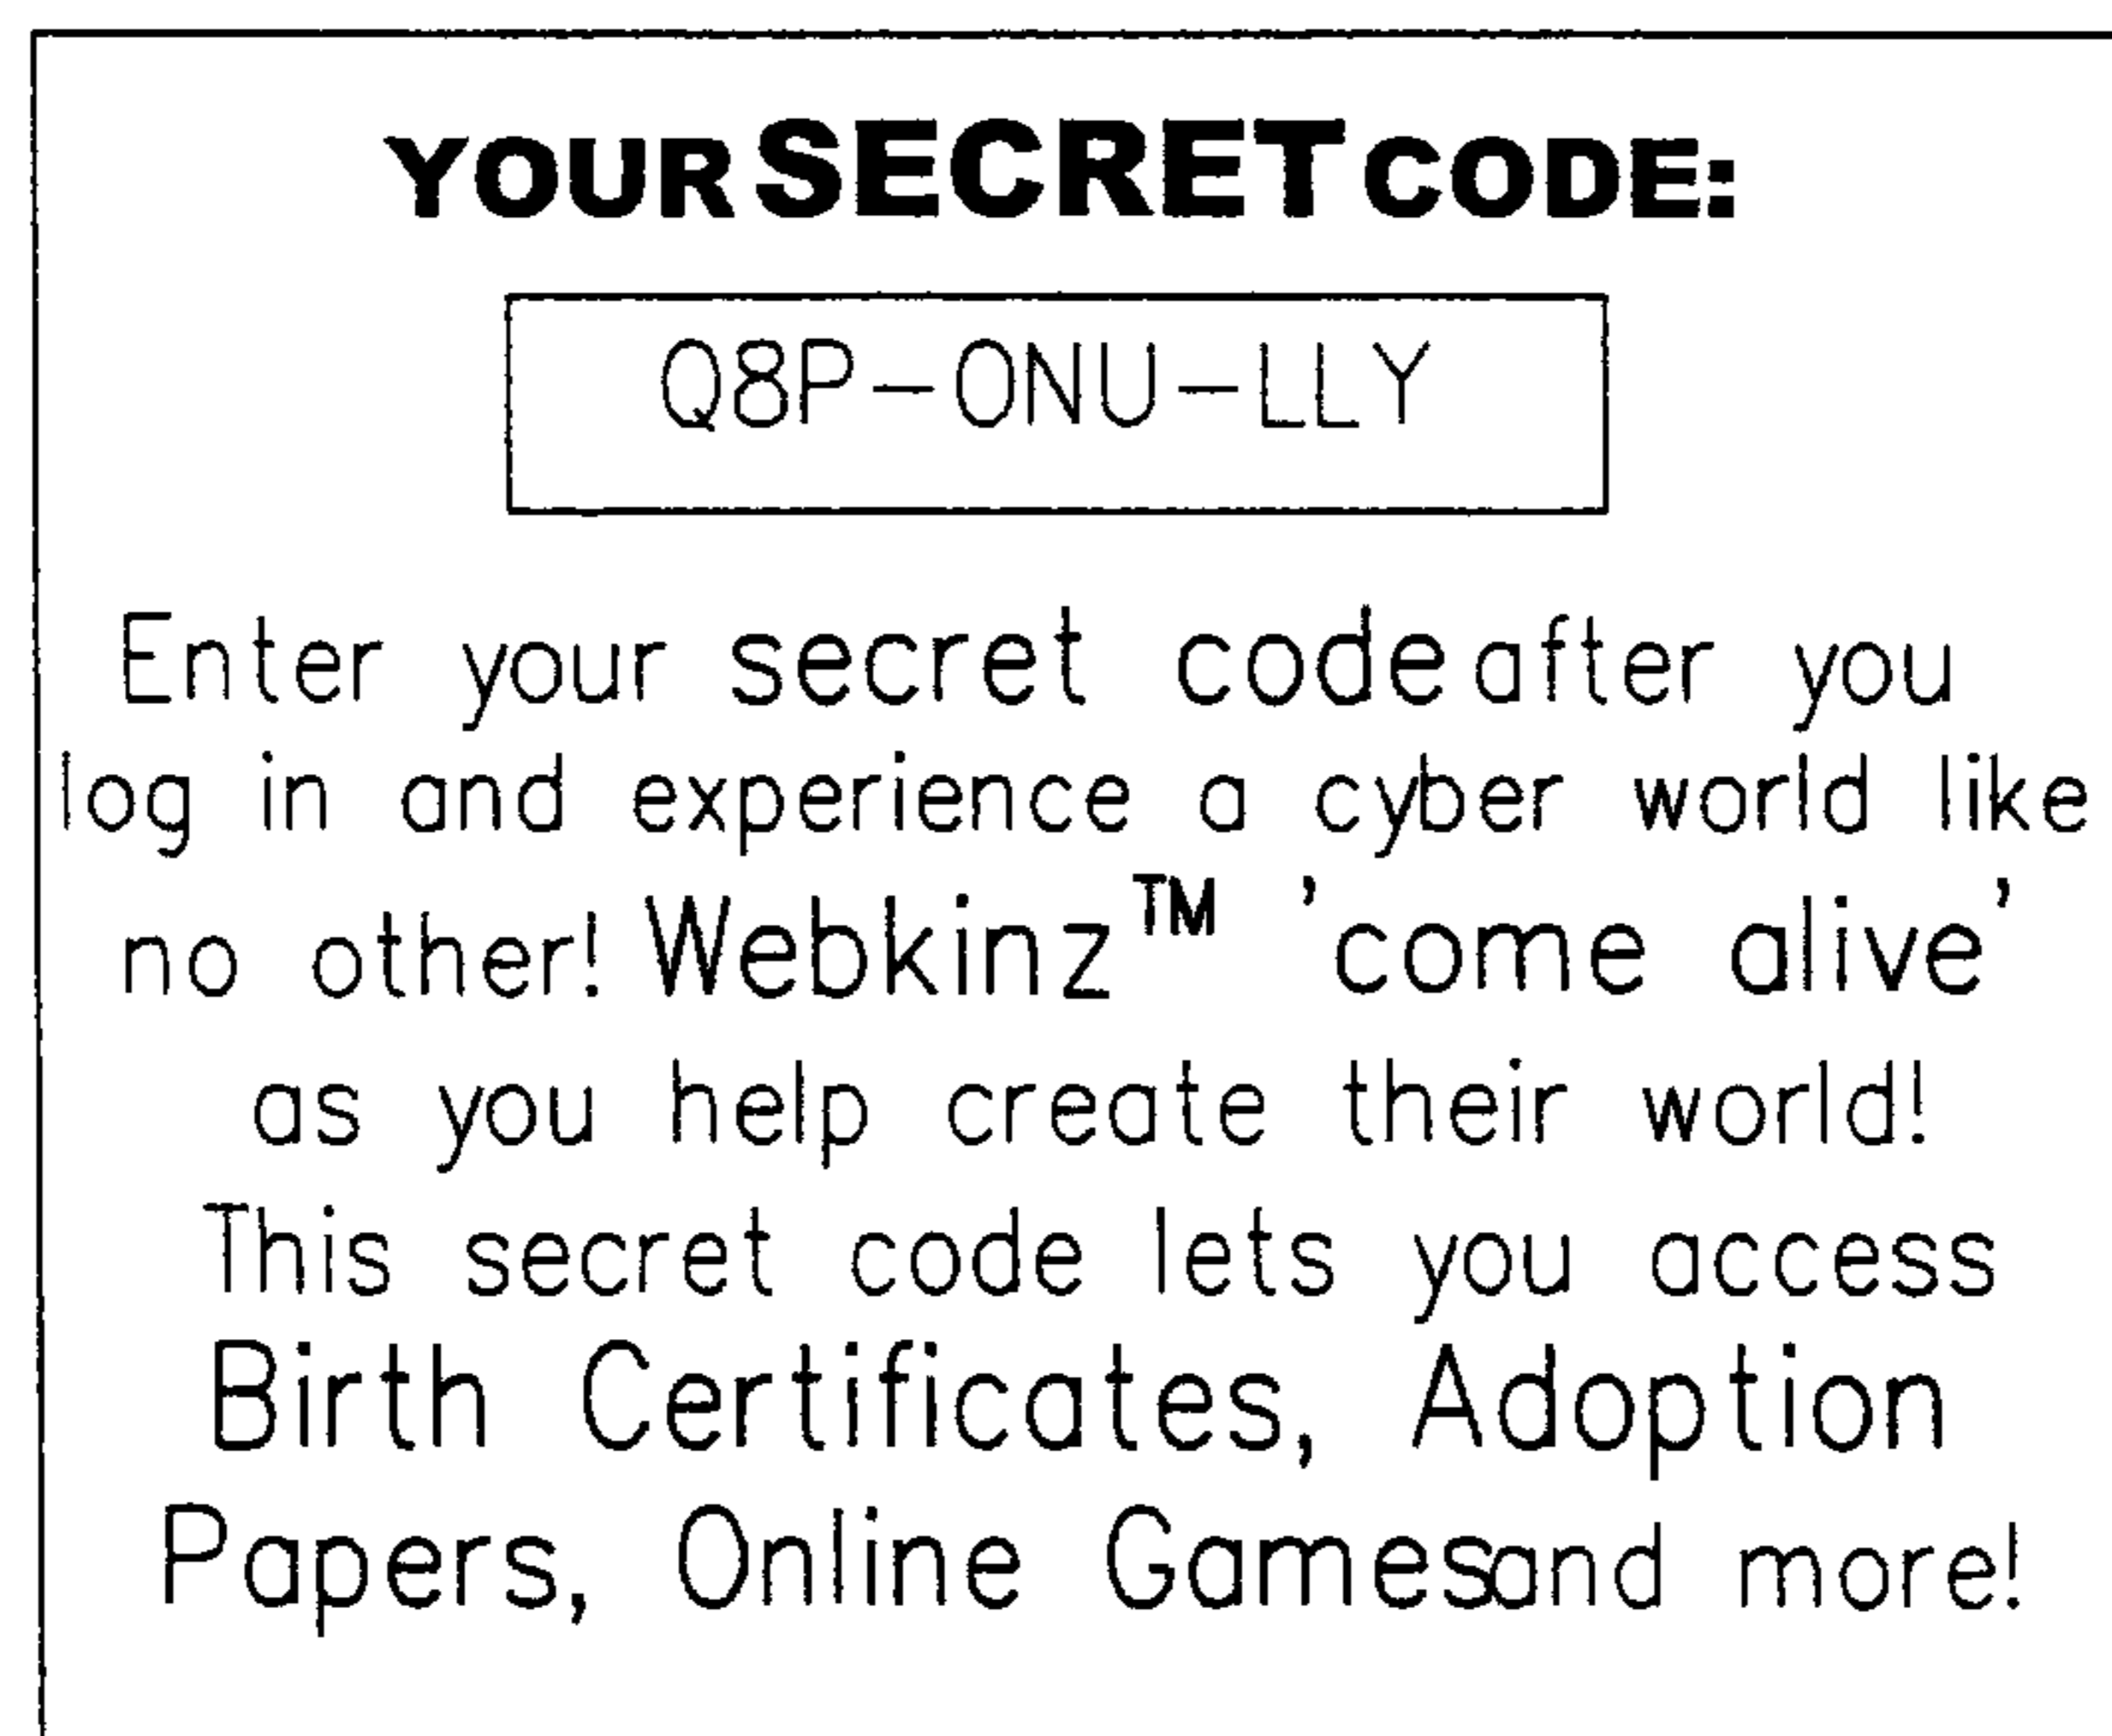 YOUR SECRET CODE:
Q8P-0NU-LLY
Enter your secret code after you
log in and experience a cyber world like
no other! Webkinz™ 'come alive'
as you help create their world!
This secret code lets you access
Birth Certificates, Adoption
Papers, Online Games and more!